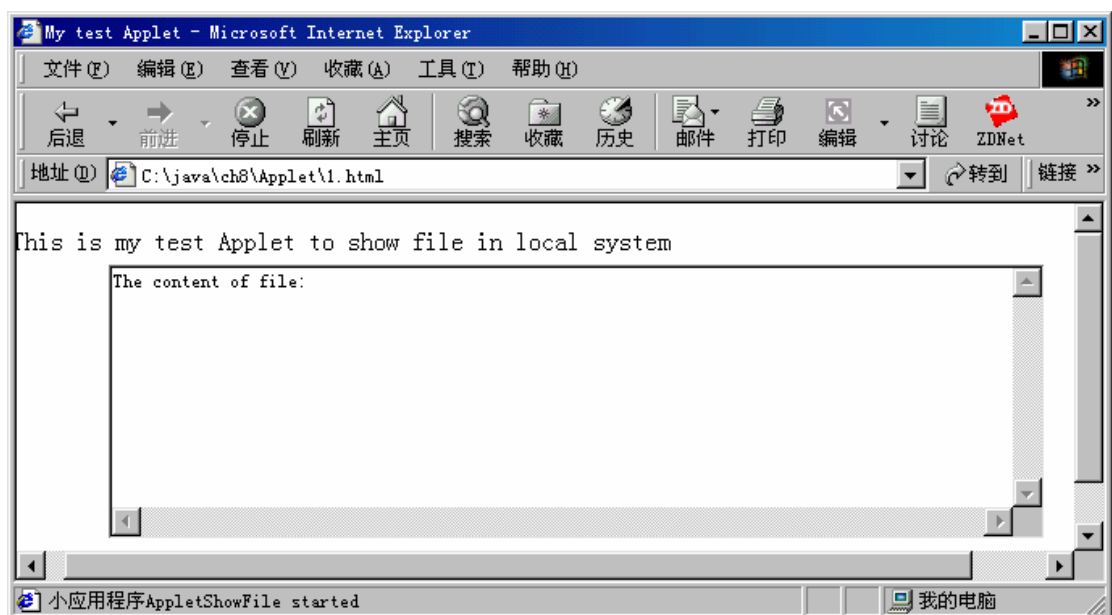 My test Applet - Microsoft Internet Explorer
文件(F) 编辑(E) 查看(V) 收藏(A) 工具(T) 帮助(H)
后退 前进 停止 刷新 主页 搜索 收藏 历史 邮件 打印 编辑 讨论 ZDNet »
地址(D) C:\java\ch8\Applet\1.html 转到 链接 »
This is my test Applet to show file in local system
The content of file:
小应用程序AppletShowFile started 我的电脑